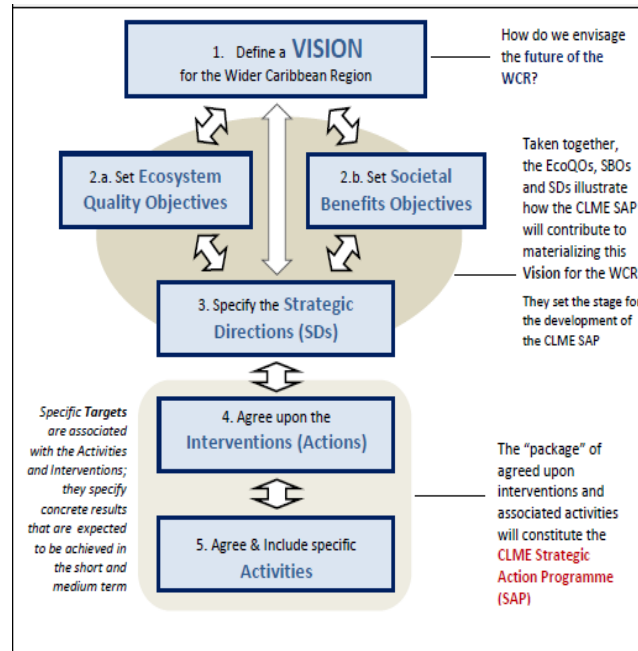 1. Define a VISION
for the Wider Caribbean Region
How do we envisage
the future of the
WCR?
2.a. Set Ecosystem
Quality Objectives
2.b. Set Societal
Benefits Objectives
Taken together,
the EcoQOs, SBOs
and SDs illustrate
how the CLME SAP
will contribute to
materializing this
Vision for the WCR
They set the stage for
the development of
the CLME SAP
3. Specify the Strategic
Directions (SDs)
Specific Targets
are associated
with the Activities
and Interventions;
they specify
concrete results
that are expected
to be achieved in
the short and
medium term
4. Agree upon the
Interventions (Actions)
5. Agree & Include specific
Activities
The “package” of
agreed upon
interventions and
associated activities
will constitute the
CLME Strategic
Action Programme
(SAP)